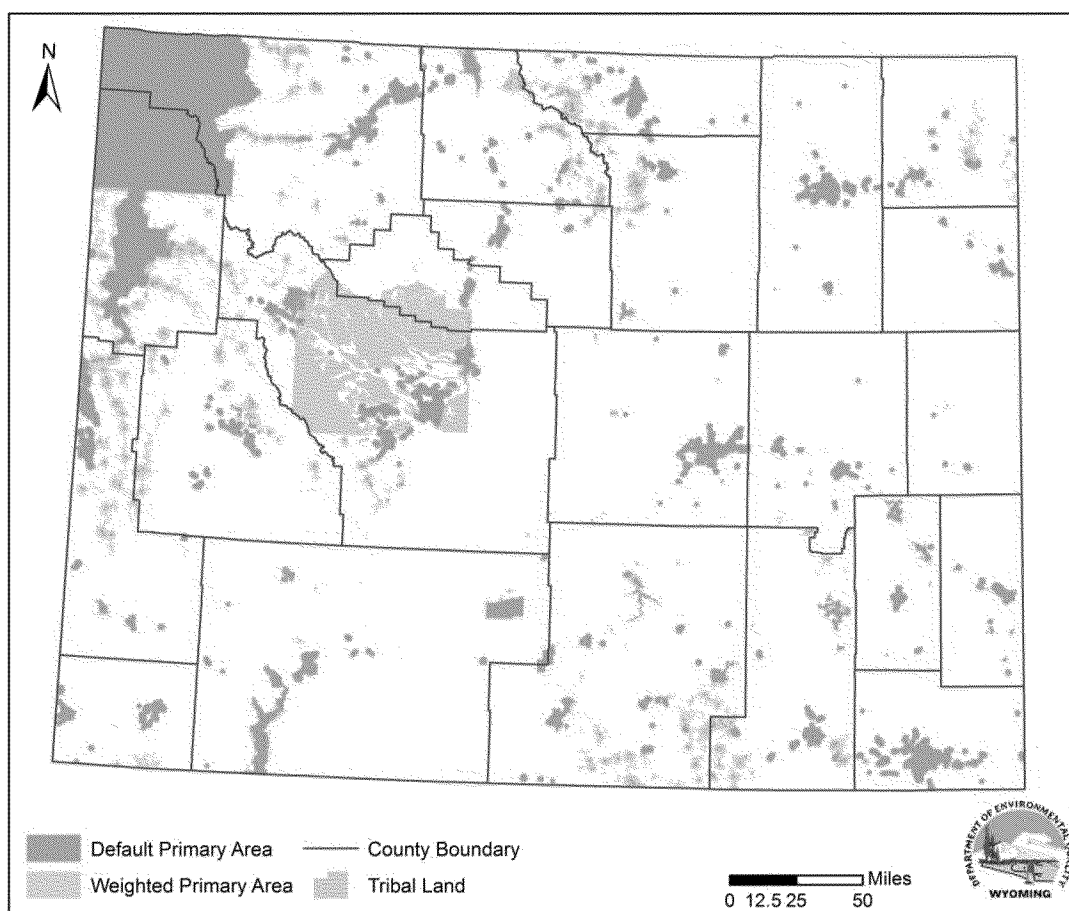 N
Default Primary Area
County Boundary
Weighted Primary Area
Tribal Land
Miles
0 12.5 25 50
DEPARTMENT OF ENVIRONMENTAL QUALITY
WYOMING